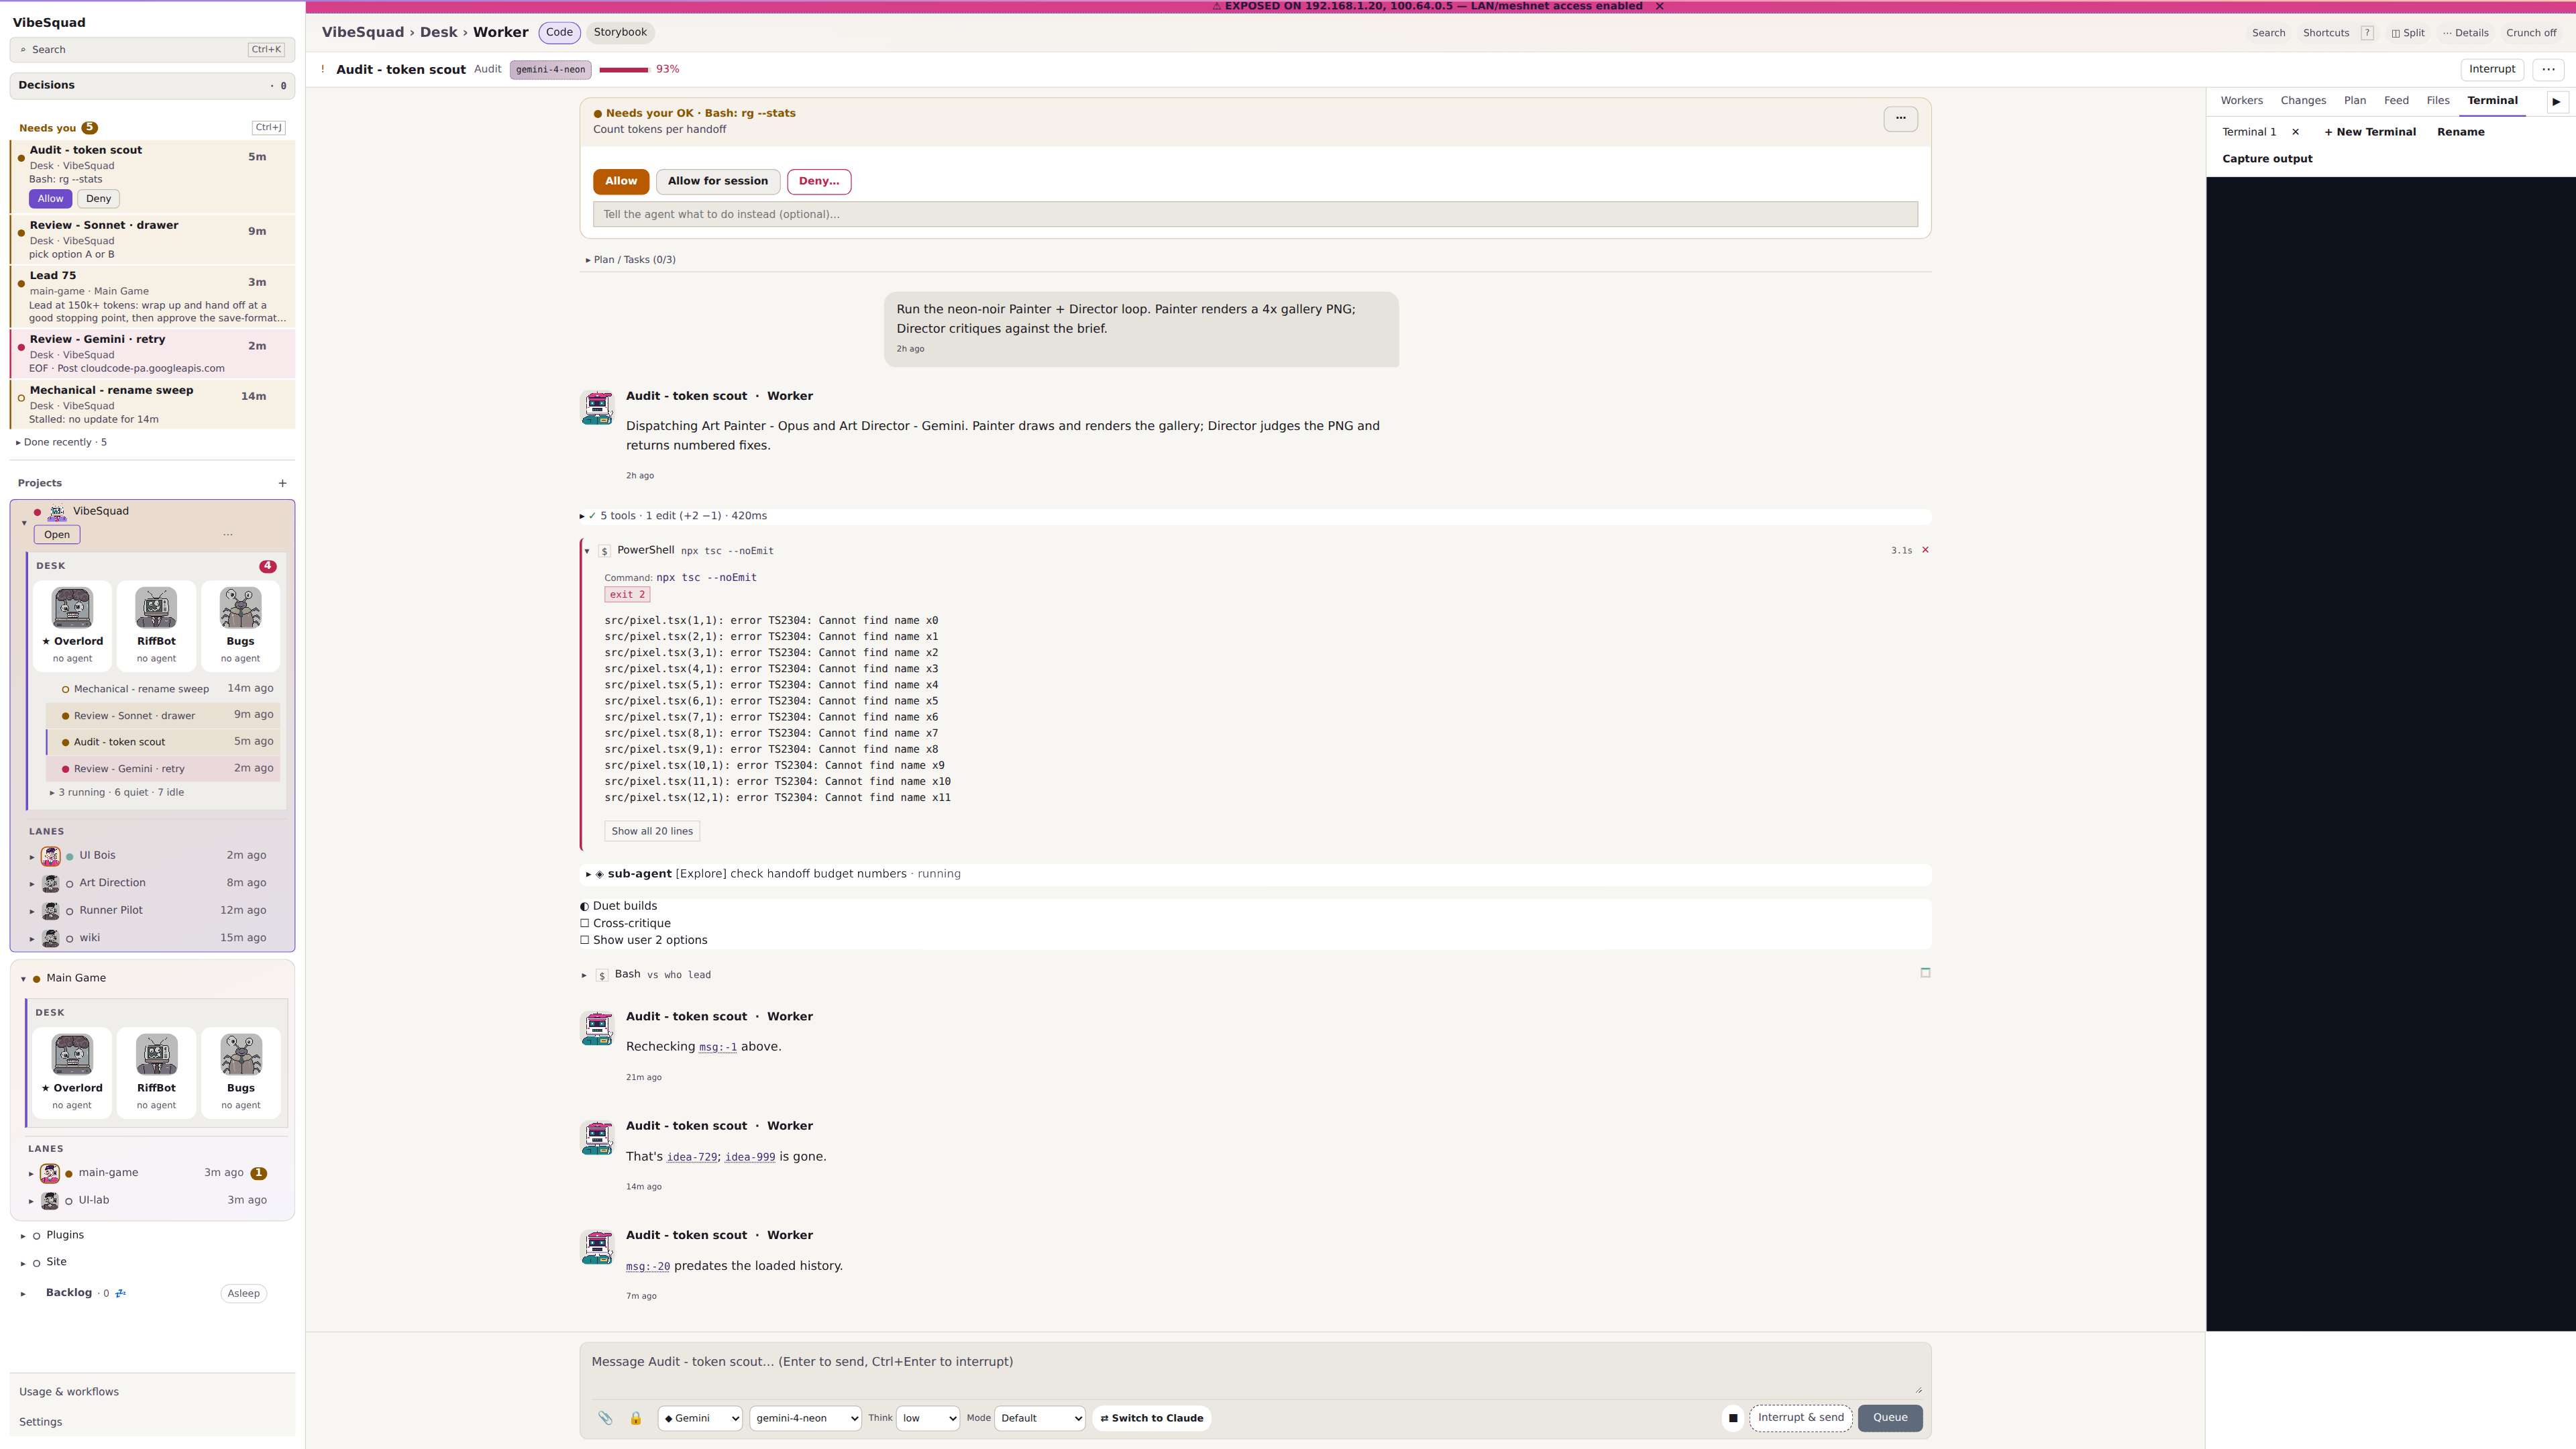 VibeSquad
Search Ctrl+K
Decisions · 0
Needs you 5 Ctrl+J
Audit - token scout 5m
Desk · VibeSquad
Bash: rg --stats
Allow Deny
Review - Sonnet · drawer 9m
Desk · VibeSquad
pick option A or B
Lead 75 3m
main-game · Main Game
Lead at 150k+ tokens: wrap up and hand off at a
good stopping point, then approve the save-format…
Review - Gemini · retry 2m
Desk · VibeSquad
EOF · Post cloudcode-pa.googleapis.com
Mechanical - rename sweep 14m
Desk · VibeSquad
Stalled: no update for 14m
▸ Done recently · 5
Projects +
VibeSquad
Open …
DESK 4
★ Overlord RiffBot Bugs
no agent no agent no agent
Mechanical - rename sweep 14m ago
Review - Sonnet · drawer 9m ago
Audit - token scout 5m ago
Review - Gemini · retry 2m ago
▸ 3 running · 6 quiet · 7 idle
LANES
UI Bois 2m ago
Art Direction 8m ago
Runner Pilot 12m ago
wiki 15m ago
Main Game
DESK
★ Overlord RiffBot Bugs
no agent no agent no agent
LANES
main-game 3m ago 1
UI-lab 3m ago
Plugins
Site
Backlog · 0 💤 Asleep
Usage & workflows
Settings
⚠ EXPOSED ON 192.168.1.20, 100.64.0.5 — LAN/meshnet access enabled ✕
VibeSquad › Desk › Worker Code Storybook
Search Shortcuts ? Split ⋯ Details Crunch off
! Audit - token scout Audit gemini-4-neon 93%
Interrupt ⋯
● Needs your OK · Bash: rg --stats ⋯
Count tokens per handoff
Allow Allow for session Deny…
Tell the agent what to do instead (optional)…
▸ Plan / Tasks (0/3)
Run the neon-noir Painter + Director loop. Painter renders a 4x gallery PNG;
Director critiques against the brief.
2h ago
Audit - token scout · Worker
Dispatching Art Painter - Opus and Art Director - Gemini. Painter draws and renders the gallery; Director judges the PNG and
returns numbered fixes.
2h ago
▸ ✓ 5 tools · 1 edit (+2 −1) · 420ms
▾ $ PowerShell npx tsc --noEmit 3.1s ✕
Command: npx tsc --noEmit
exit 2
src/pixel.tsx(1,1): error TS2304: Cannot find name x0
src/pixel.tsx(2,1): error TS2304: Cannot find name x1
src/pixel.tsx(3,1): error TS2304: Cannot find name x2
src/pixel.tsx(4,1): error TS2304: Cannot find name x3
src/pixel.tsx(5,1): error TS2304: Cannot find name x4
src/pixel.tsx(6,1): error TS2304: Cannot find name x5
src/pixel.tsx(7,1): error TS2304: Cannot find name x6
src/pixel.tsx(8,1): error TS2304: Cannot find name x7
src/pixel.tsx(9,1): error TS2304: Cannot find name x8
src/pixel.tsx(10,1): error TS2304: Cannot find name x9
src/pixel.tsx(11,1): error TS2304: Cannot find name x10
src/pixel.tsx(12,1): error TS2304: Cannot find name x11
Show all 20 lines
▸ ◈ sub-agent [Explore] check handoff budget numbers · running
◐ Duet builds
☐ Cross-critique
☐ Show user 2 options
▸ $ Bash vs who lead
Audit - token scout · Worker
Rechecking msg:-1 above.
21m ago
Audit - token scout · Worker
That's idea-729; idea-999 is gone.
14m ago
Audit - token scout · Worker
msg:-20 predates the loaded history.
7m ago
Message Audit - token scout… (Enter to send, Ctrl+Enter to interrupt)
◆ Gemini gemini-4-neon Think low Mode Default ⇄ Switch to Claude
■ Interrupt & send Queue
Workers Changes Plan Feed Files Terminal ▶
Terminal 1 ✕ + New Terminal Rename
Capture output